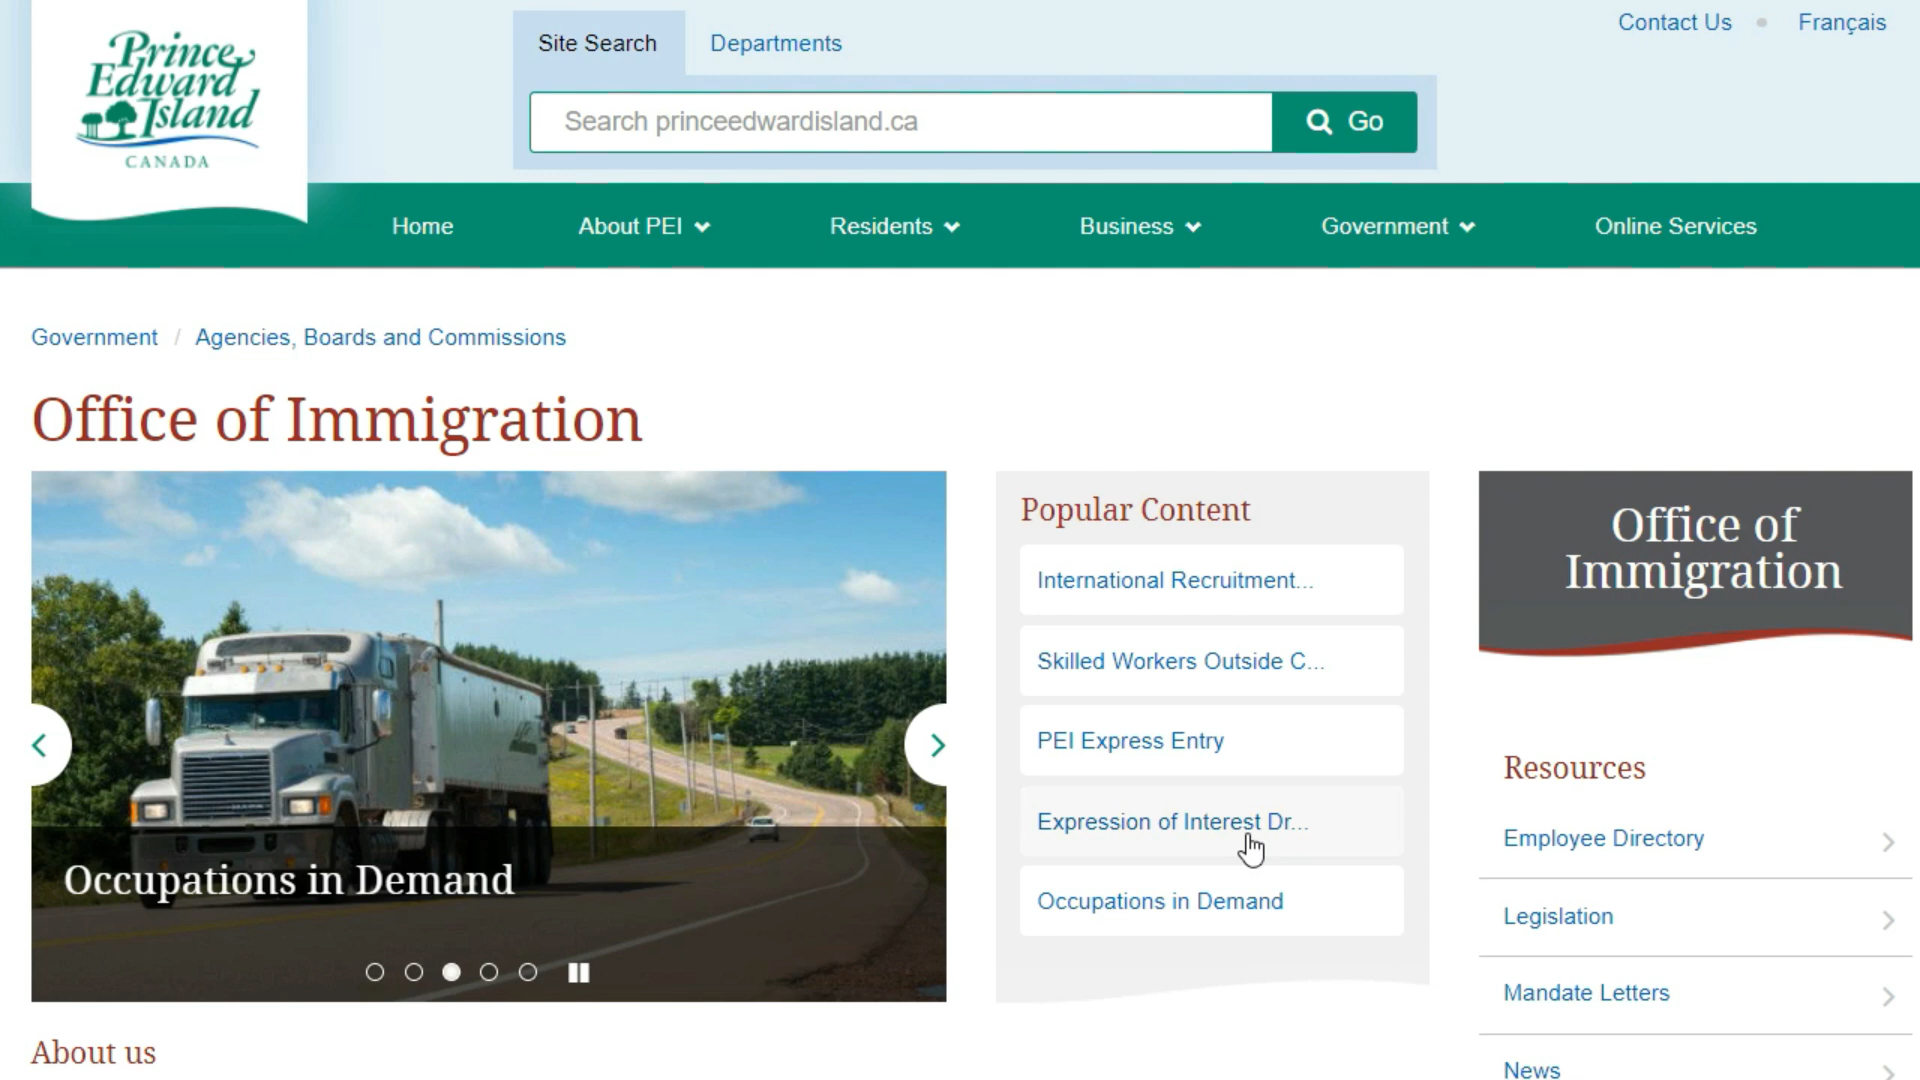 Prince
Edward
Island
CANADA
Site Search
Departments
Contact Us
Français
Search princeedwardisland.ca
Go
Home
About PEI
Residents
Business
Government
Online Services
Government / Agencies, Boards and Commissions
Office of Immigration
Occupations in Demand
Popular Content
International Recruitment...
Skilled Workers Outside C...
PEI Express Entry
Expression of Interest Dr...
Occupations in Demand
Office of
Immigration
Resources
Employee Directory
Legislation
Mandate Letters
News
About us